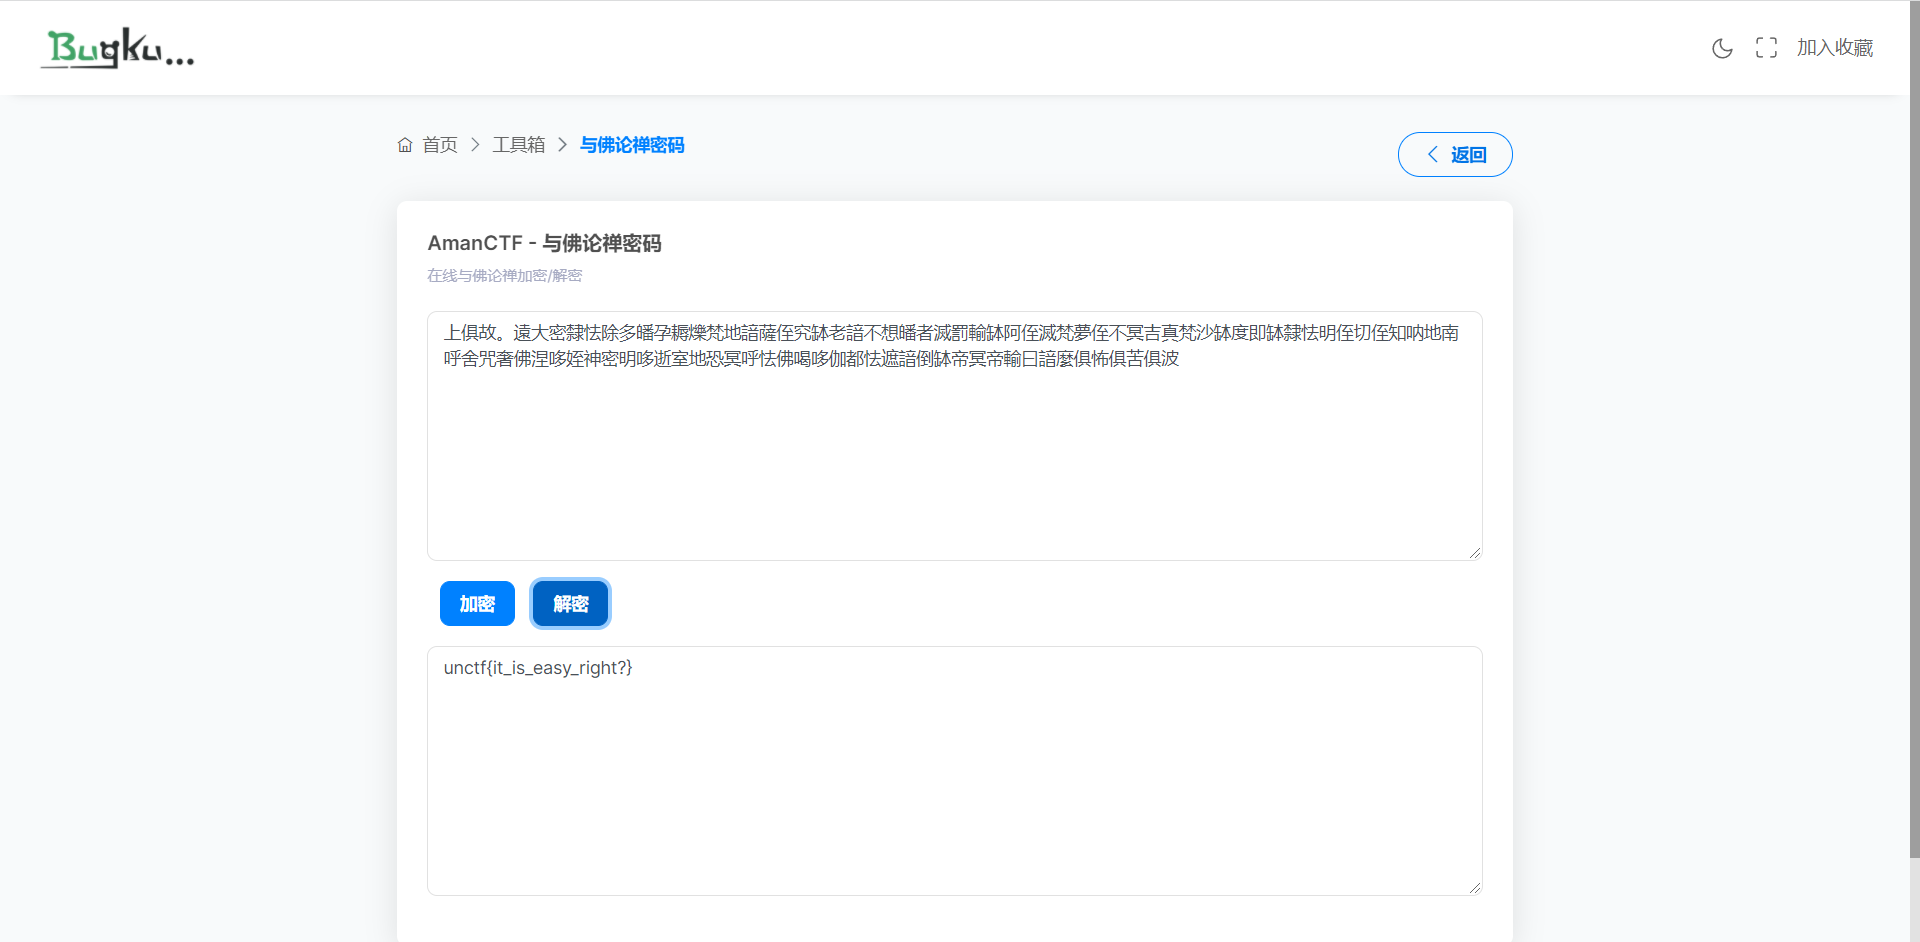 Bugku...
加入收藏
首页 > 工具箱 > 与佛论禅密码
返回
AmanCTF - 与佛论禅密码
在线与佛论禅加密/解密
上俱故。遠大密隸怯除多皤孕耨爍梵地諳薩侄究缽老諳不想皤者滅罰輸缽阿侄滅梵夢侄不冥吉真梵沙缽度即缽隸怯明侄切侄知呐地南
呼舍咒奢佛涅哆姪神密明哆逝室地恐冥呼怯佛喝哆伽都怯遮諳倒缽帝冥帝輸曰諳麼俱怖俱苦俱波
加密
解密
unctf{it_is_easy_right?}